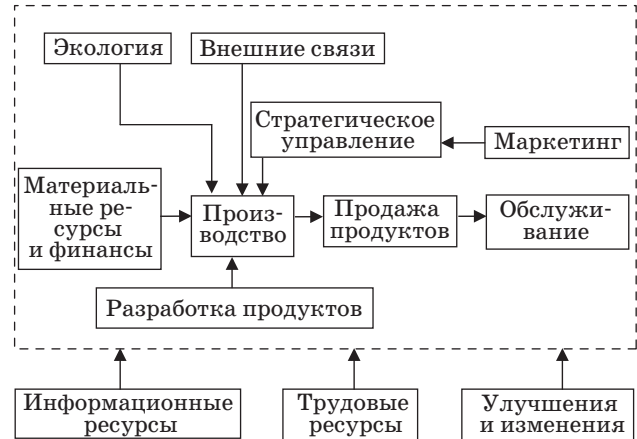 Экология
Внешние связи
Стратегическое
управление
Маркетинг
Материаль-
ные ре-
сурсы
и финансы
Произ-
водство
Продажа
продуктов
Обслужи-
вание
Разработка продуктов
Информационные
ресурсы
Трудовые
ресурсы
Улучшения
и изменения